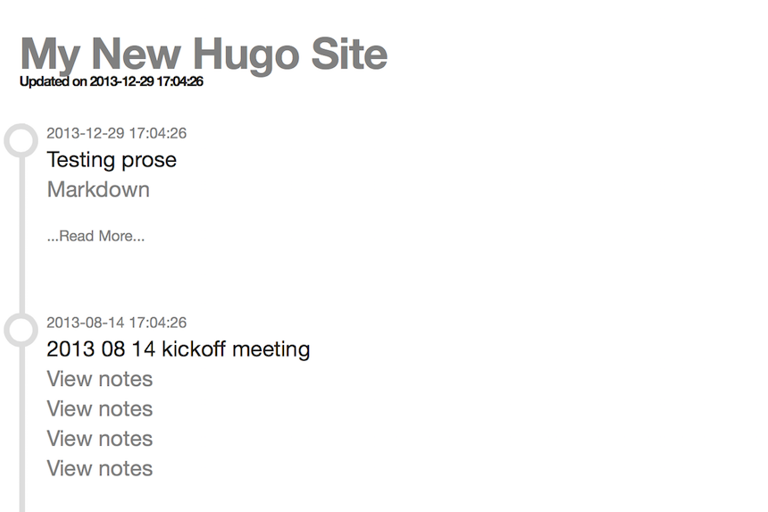 My New Hugo Site
Updated on 2013-12-29 17:04:26
2013-12-29 17:04:26
Testing prose
Markdown
...Read More...
2013-08-14 17:04:26
2013 08 14 kickoff meeting
View notes
View notes
View notes
View notes